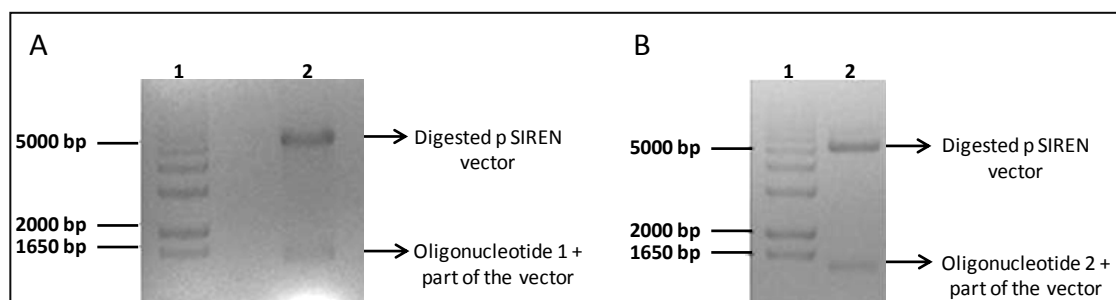 A
1
2
5000 bp
2000 bp
1650 bp
Digested p SIREN
vector
Oligonucleotide 1 +
part of the vector
B
1
2
5000 bp
2000 bp
1650 bp
Digested p SIREN
vector
Oligonucleotide 2 +
part of the vector